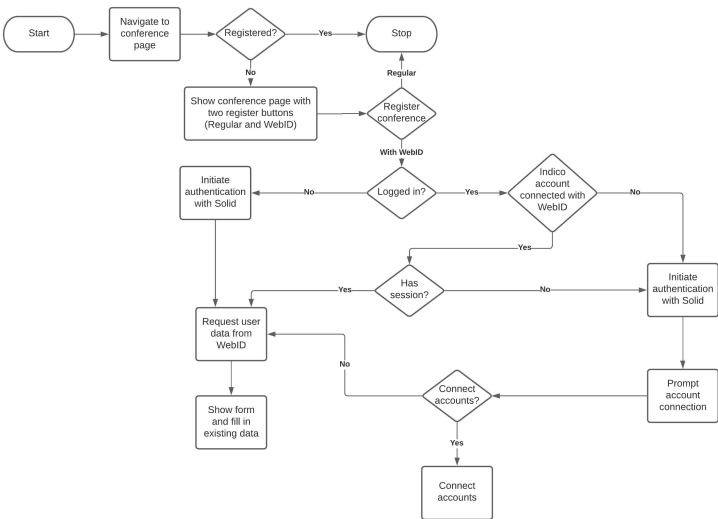 Start
Navigate to
conference
page
Registered?
Yes
Stop
No
Regular
Show conference page with
two register buttons
(Regular and WebID)
Register
conference
With WebID
Initiate
authentication
with Solid
No
Logged in?
Yes
Indico
account
connected with
WebID
No
Yes
Has
session?
Yes
No
Initiate
authentication
with Solid
Request user
data from
WebID
No
Connect
accounts?
Prompt
account
connection
Show form
and fill in
existing data
Yes
Connect
accounts